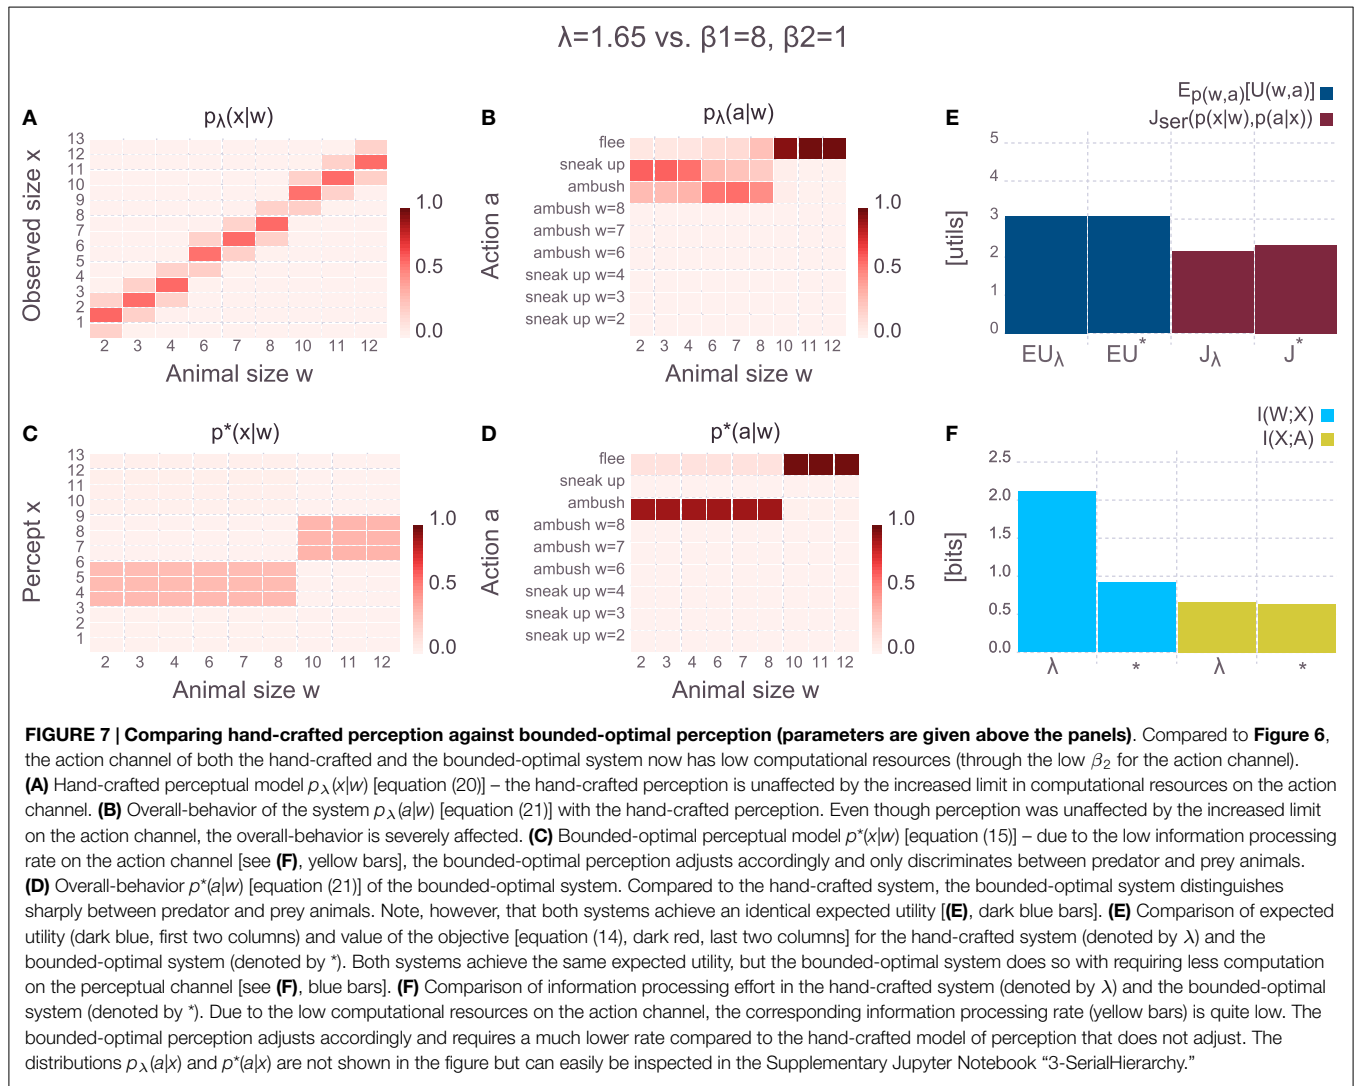 λ=1.65 vs. β1=8, β2=1
A
pλ(x|w)
Observed size x
13
12
11
10
9
8
7
6
5
4
3
2
1
2 3 4 6 7 8 10 11 12
Animal size w
1.0
0.5
0.0
B
pλ(a|w)
Action a
flee
sneak up
ambush
ambush w=8
ambush w=7
ambush w=6
sneak up w=4
sneak up w=3
sneak up w=2
2 3 4 6 7 8 10 11 12
Animal size w
1.0
0.5
0.0
E
Ep(w,a)[U(w,a)]
Jser(p(x|w),p(a|x))
[utils]
5
4
3
2
1
0
EUλ EU* Jλ J*
C
p*(x|w)
Percept x
13
12
11
10
9
8
7
6
5
4
3
2
1
2 3 4 6 7 8 10 11 12
Animal size w
1.0
0.5
0.0
D
p*(a|w)
Action a
flee
sneak up
ambush
ambush w=8
ambush w=7
ambush w=6
sneak up w=4
sneak up w=3
sneak up w=2
2 3 4 6 7 8 10 11 12
Animal size w
1.0
0.5
0.0
F
I(W;X)
I(X;A)
[bits]
2.5
2.0
1.5
1.0
0.5
0.0
λ * λ *
FIGURE 7 | Comparing hand-crafted perception against bounded-optimal perception (parameters are given above the panels). Compared to Figure 6,
the action channel of both the hand-crafted and the bounded-optimal system now has low computational resources (through the low β2 for the action channel).
(A) Hand-crafted perceptual model pλ(x|w) [equation (20)] – the hand-crafted perception is unaffected by the increased limit in computational resources on the action
channel. (B) Overall-behavior of the system pλ(a|w) [equation (21)] with the hand-crafted perception. Even though perception was unaffected by the increased limit
on the action channel, the overall-behavior is severely affected. (C) Bounded-optimal perceptual model p*(x|w) [equation (15)] – due to the low information processing
rate on the action channel [see (F), yellow bars], the bounded-optimal perception adjusts accordingly and only discriminates between predator and prey animals.
(D) Overall-behavior p*(a|w) [equation (21)] of the bounded-optimal system. Compared to the hand-crafted system, the bounded-optimal system distinguishes
sharply between predator and prey animals. Note, however, that both systems achieve an identical expected utility [(E), dark blue bars]. (E) Comparison of expected
utility (dark blue, first two columns) and value of the objective [equation (14), dark red, last two columns] for the hand-crafted system (denoted by λ) and the
bounded-optimal system (denoted by *). Both systems achieve the same expected utility, but the bounded-optimal system does so with requiring less computation
on the perceptual channel [see (F), blue bars]. (F) Comparison of information processing effort in the hand-crafted system (denoted by λ) and the bounded-optimal
system (denoted by *). Due to the low computational resources on the action channel, the corresponding information processing rate (yellow bars) is quite low. The
bounded-optimal perception adjusts accordingly and requires a much lower rate compared to the hand-crafted model of perception that does not adjust. The
distributions pλ(a|x) and p*(a|x) are not shown in the figure but can easily be inspected in the Supplementary Jupyter Notebook “3-SerialHierarchy.”